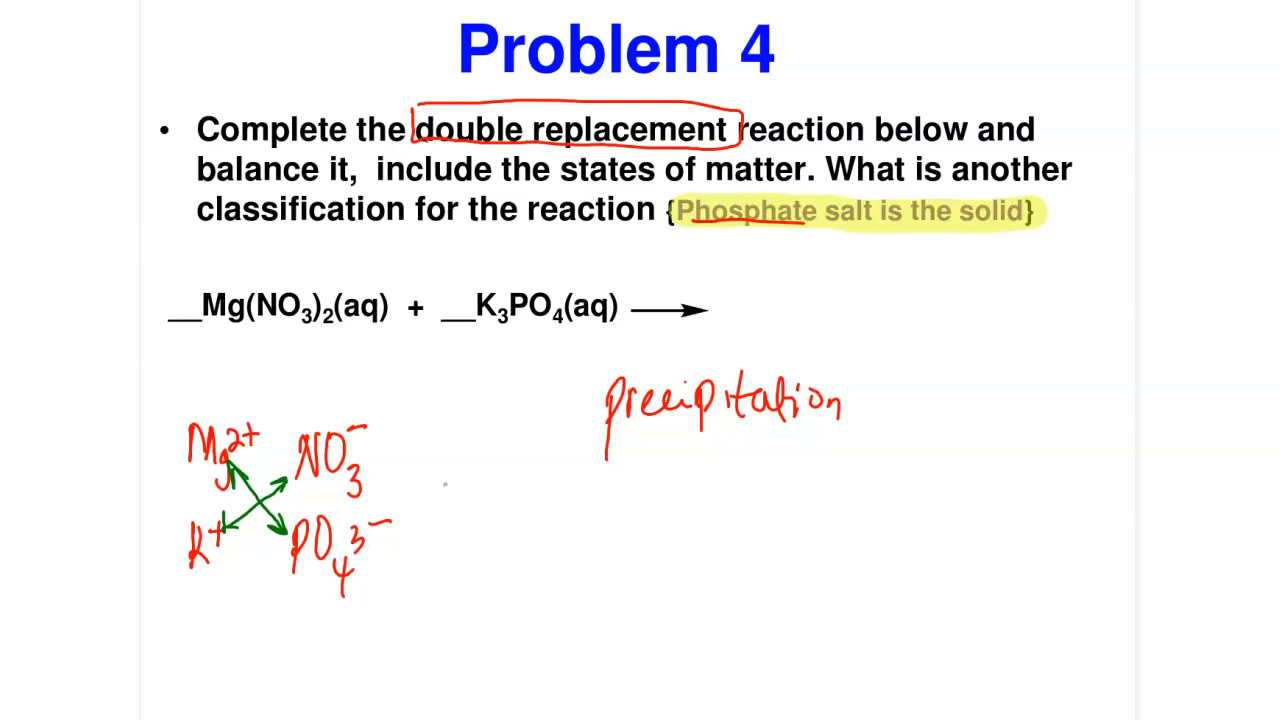 Problem 4
• Complete the double replacement reaction below and
balance it, include the states of matter. What is another
classification for the reaction {Phosphate salt is the solid}
__Mg(NO₃)₂(aq) + __K₃PO₄(aq) ⟶
precipitation
Mg²⁺ NO₃⁻
K⁺ PO₄³⁻